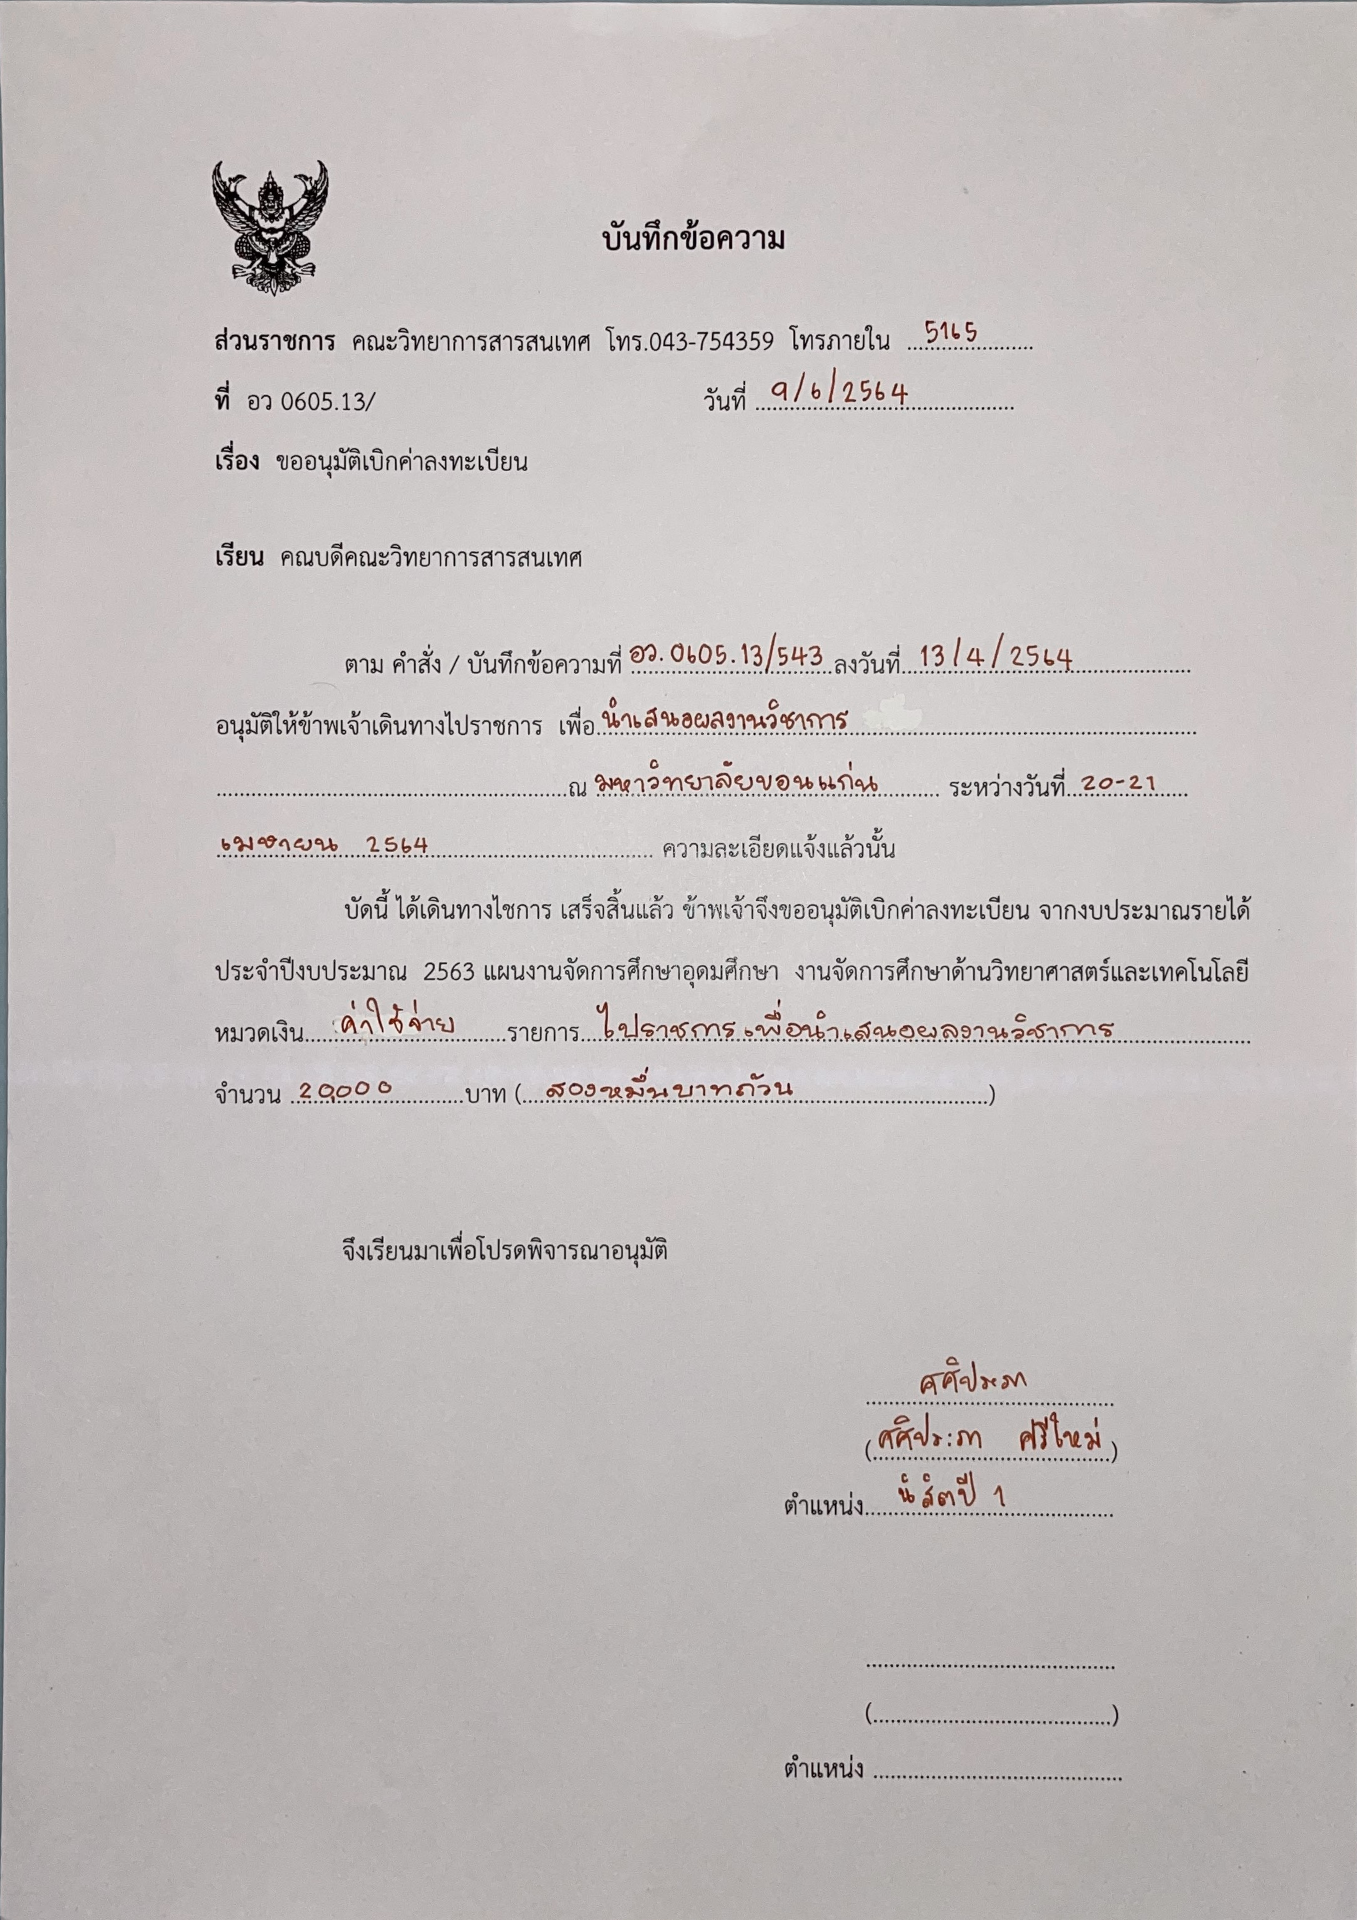 บันทึกข้อความ
ส่วนราชการ คณะวิทยาการสารสนเทศ โทร.043-754359 โทรภายใน 5165
ที่ อว 0605.13/ วันที่ 9/6/2564
เรื่อง ขออนุมัติเบิกค่าลงทะเบียน
เรียน คณบดีคณะวิทยาการสารสนเทศ
ตาม คำสั่ง / บันทึกข้อความที่ อว.0605.13/543 ลงวันที่ 13/4/2564
อนุมัติให้ข้าพเจ้าเดินทางไปราชการ เพื่อ นำเสนอผลงานวิชาการ
ณ มหาวิทยาลัยขอนแก่น ระหว่างวันที่ 20-21
เมษายน 2564 ความละเอียดแจ้งแล้วนั้น
บัดนี้ ได้เดินทางไชการ เสร็จสิ้นแล้ว ข้าพเจ้าจึงขออนุมัติเบิกค่าลงทะเบียน จากงบประมาณรายได้
ประจำปีงบประมาณ 2563 แผนงานจัดการศึกษาอุดมศึกษา งานจัดการศึกษาด้านวิทยาศาสตร์และเทคโนโลยี
หมวดเงิน ค่าใช้จ่าย รายการ ไปราชการเพื่อนำเสนอผลงานวิชาการ
จำนวน 20,000 บาท ( สองหมื่นบาทถ้วน )
จึงเรียนมาเพื่อโปรดพิจารณาอนุมัติ
ศศิประภา
(ศศิประภา ศรีใหม่)
ตำแหน่ง นิสิตปี 1
( )
ตำแหน่ง